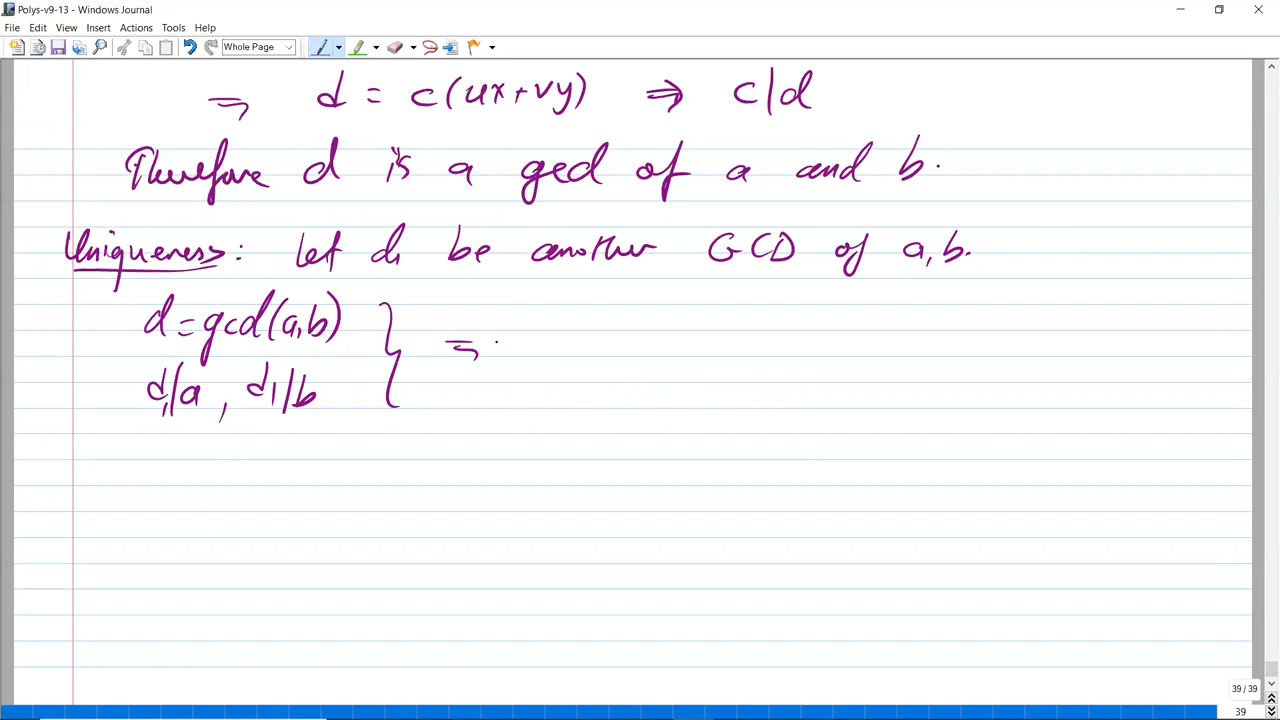 Polys-v9-13 - Windows Journal
File Edit View Insert Actions Tools Help
Whole Page
⇒ d = c(ux+vy) ⇒ c|d
Therefore d is a gcd of a and b.
Uniqueness: Let d₁ be another GCD of a,b.
d=gcd(a,b)
d₁|a , d₁|b } ⇒
39 / 39
39